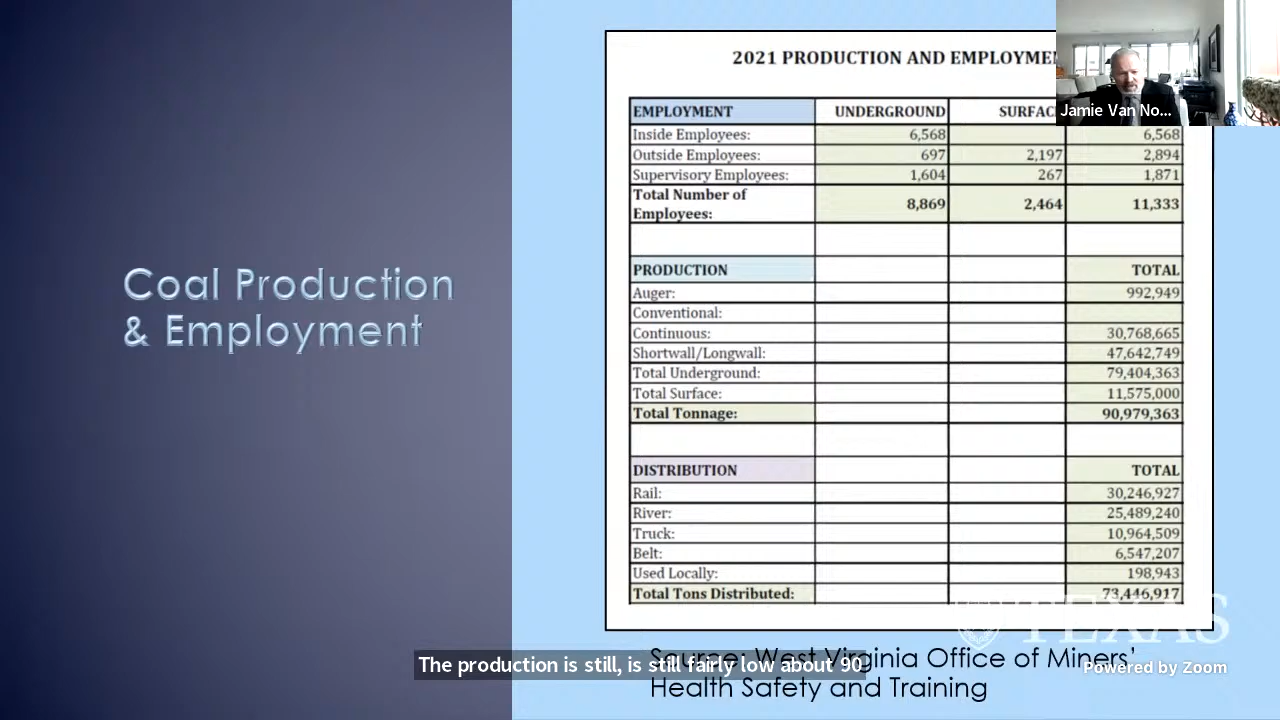 Coal Production
& Employment
2021 PRODUCTION AND EMPLOYME
Jamie Van No...
EMPLOYMENT UNDERGROUND SURFAC
Inside Employees: 6,568 6,568
Outside Employees: 697 2,197 2,894
Supervisory Employees: 1,604 267 1,871
Total Number of
Employees: 8,869 2,464 11,333
PRODUCTION TOTAL
Auger: 992,949
Conventional:
Continuous: 30,768,665
Shortwall/Longwall: 47,642,749
Total Underground: 79,404,363
Total Surface: 11,575,000
Total Tonnage: 90,979,363
DISTRIBUTION TOTAL
Rail: 30,246,927
River: 25,489,240
Truck: 10,964,509
Belt: 6,547,207
Used Locally: 198,943
Total Tons Distributed: 73,446,917
TEXAS
Source: West Virginia Office of Miners'
Health Safety and Training
The production is still, is still fairly low about 90.
Powered by Zoom